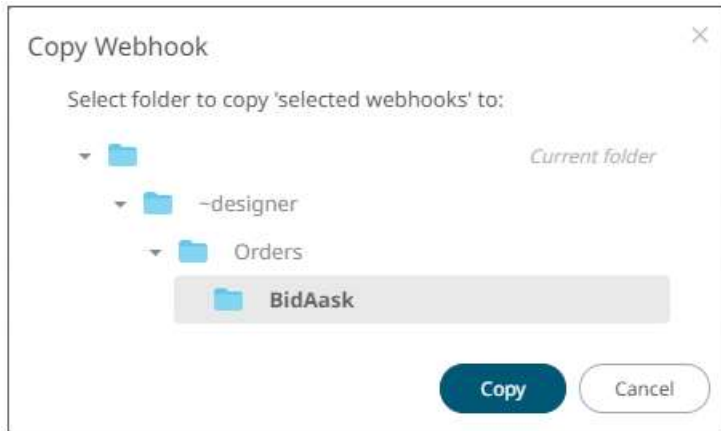 Copy Webhook
Select folder to copy 'selected webhooks' to:
Current folder
~designer
Orders
BidAask
Copy Cancel